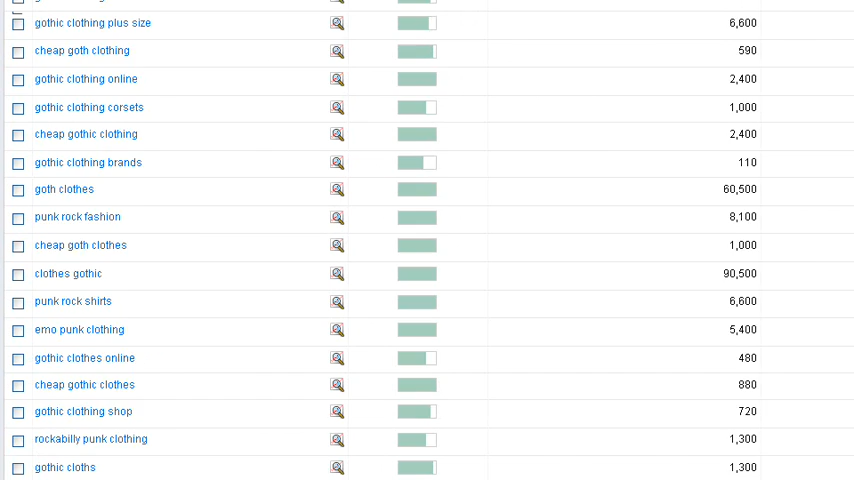 gothic clothing plus size 6,600
cheap goth clothing 590
gothic clothing online 2,400
gothic clothing corsets 1,000
cheap gothic clothing 2,400
gothic clothing brands 110
goth clothes 60,500
punk rock fashion 8,100
cheap goth clothes 1,000
clothes gothic 90,500
punk rock shirts 6,600
emo punk clothing 5,400
gothic clothes online 480
cheap gothic clothes 880
gothic clothing shop 720
rockabilly punk clothing 1,300
gothic cloths 1,300